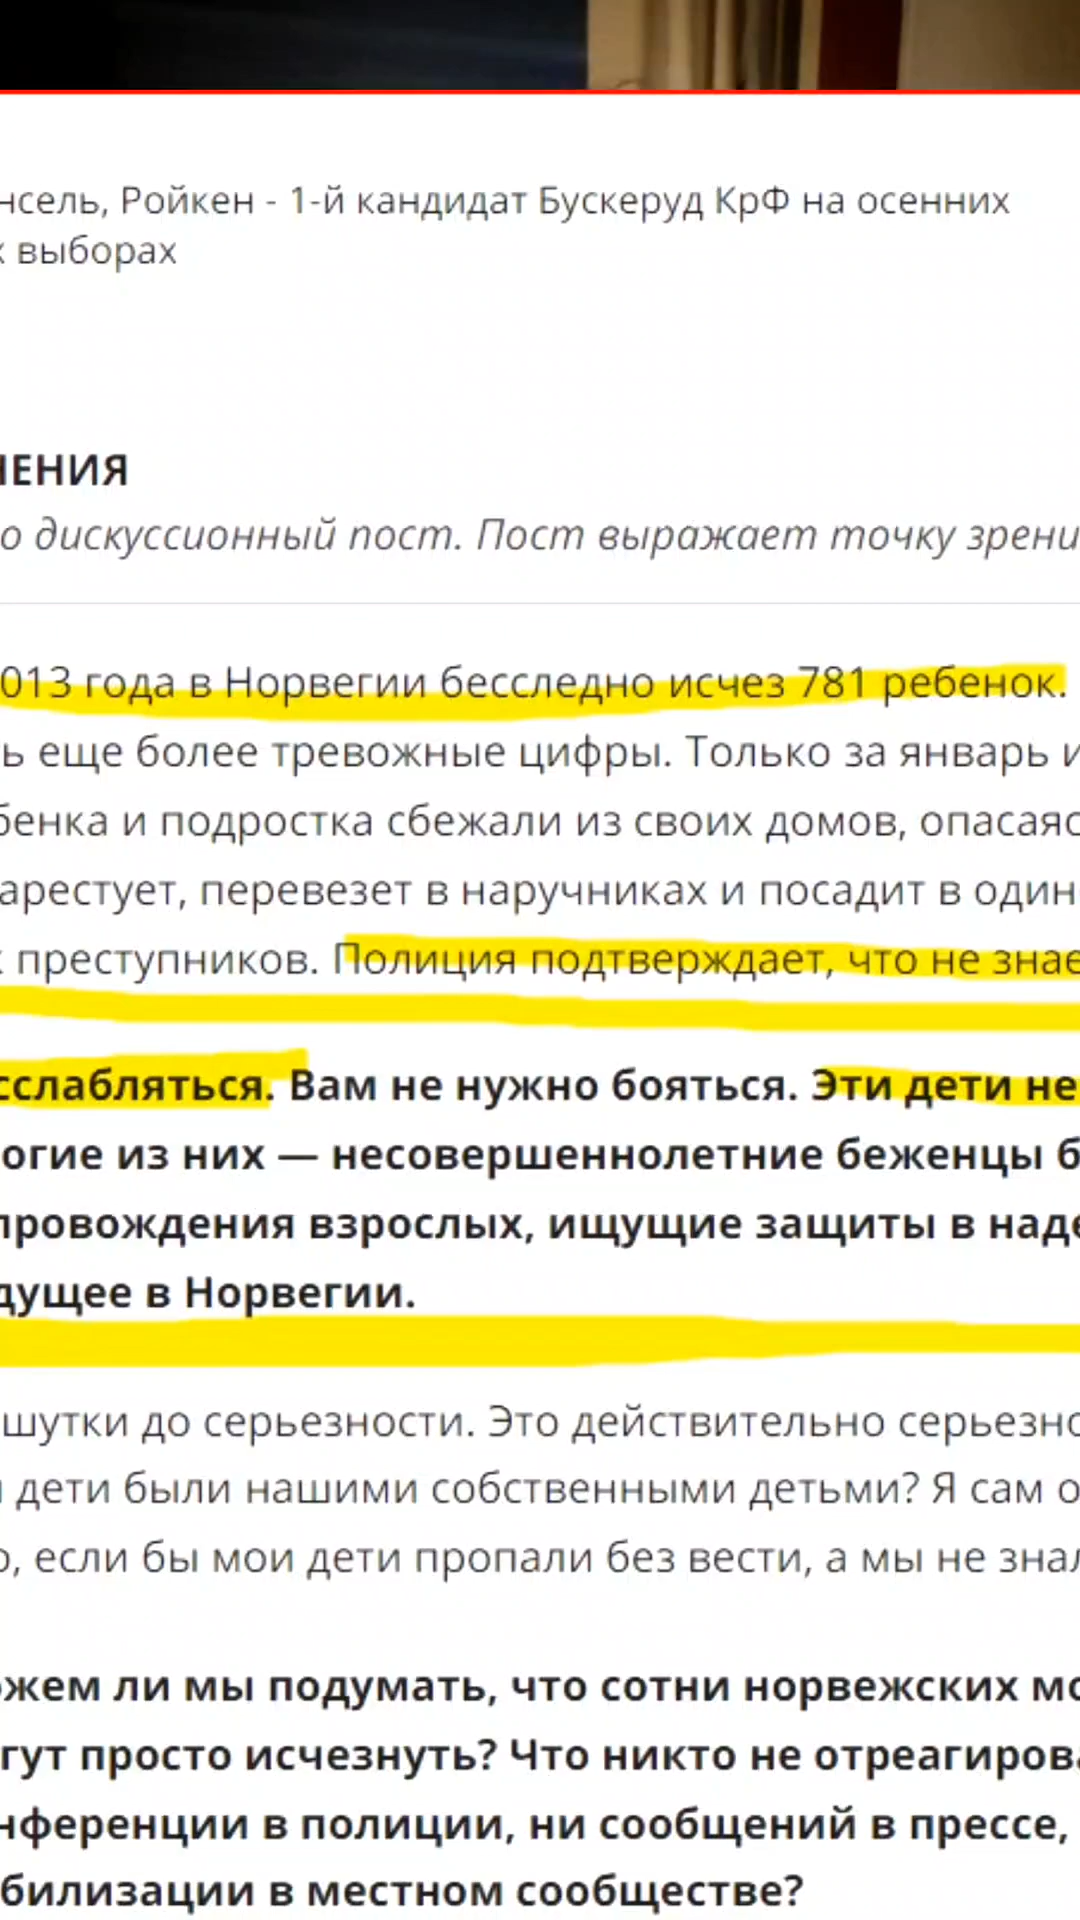 нсель, Ройкен - 1-й кандидат Бускеруд КрФ на осенних
х выборах
НЕНИЯ
о дискуссионный пост. Пост выражает точку зрени
013 года в Норвегии бесследно исчез 781 ребенок.
ь еще более тревожные цифры. Только за январь и
бенка и подростка сбежали из своих домов, опасаяс
арестует, перевезет в наручниках и посадит в один
х преступников. Полиция подтверждает, что не знае
сслабляться. Вам не нужно бояться. Эти дети не
огие из них — несовершеннолетние беженцы б
провождения взрослых, ищущие защиты в наде
дущее в Норвегии.
шутки до серьезности. Это действительно серьезно
и дети были нашими собственными детьми? Я сам о
о, если бы мои дети пропали без вести, а мы не знал
ожем ли мы подумать, что сотни норвежских мо
гут просто исчезнуть? Что никто не отреагирова
нференции в полиции, ни сообщений в прессе,
билизации в местном сообществе?